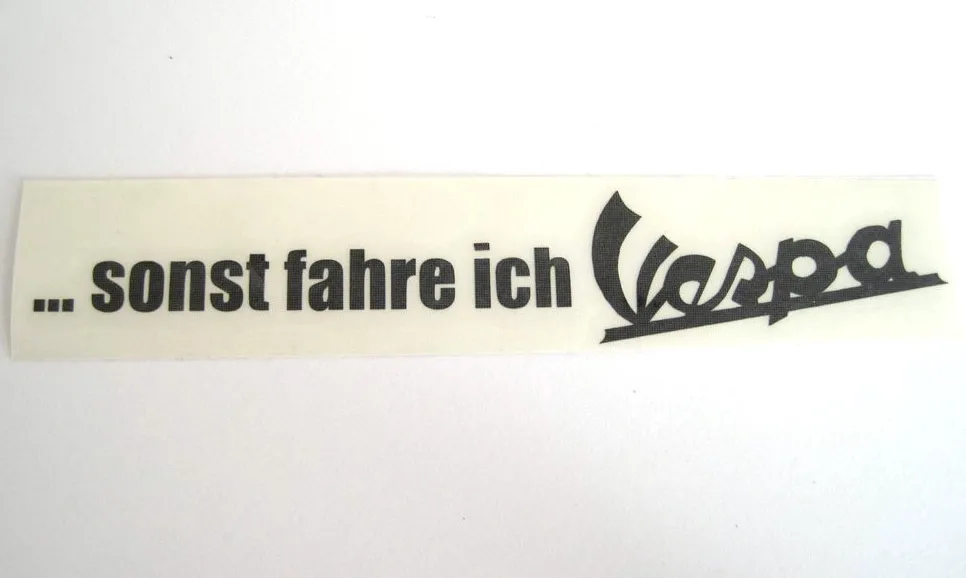 ... sonst fahre ich Vespa